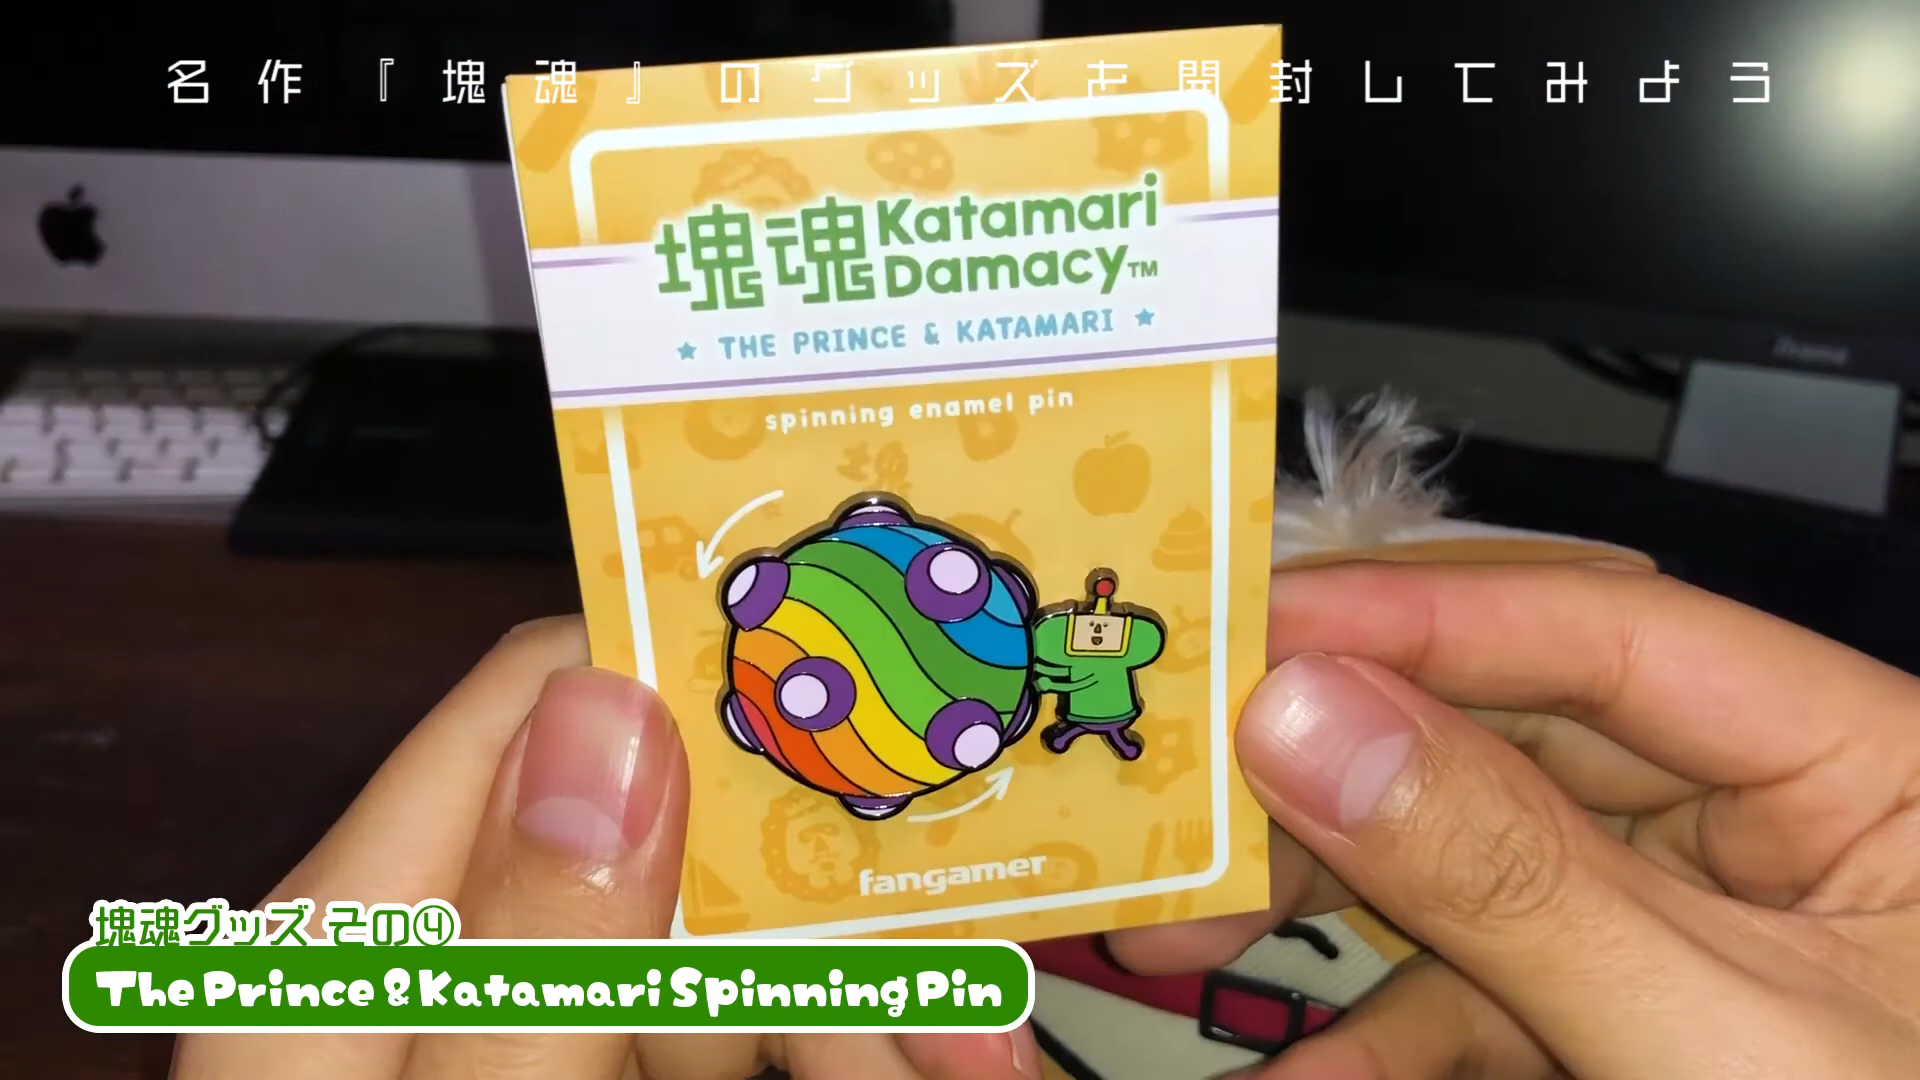 名作『塊魂』のグッズを開封してみよう
塊魂 Katamari Damacy™
★ THE PRINCE & KATAMARI ★
spinning enamel pin
fangamer
塊魂グッズ その④
The Prince & Katamari Spinning Pin